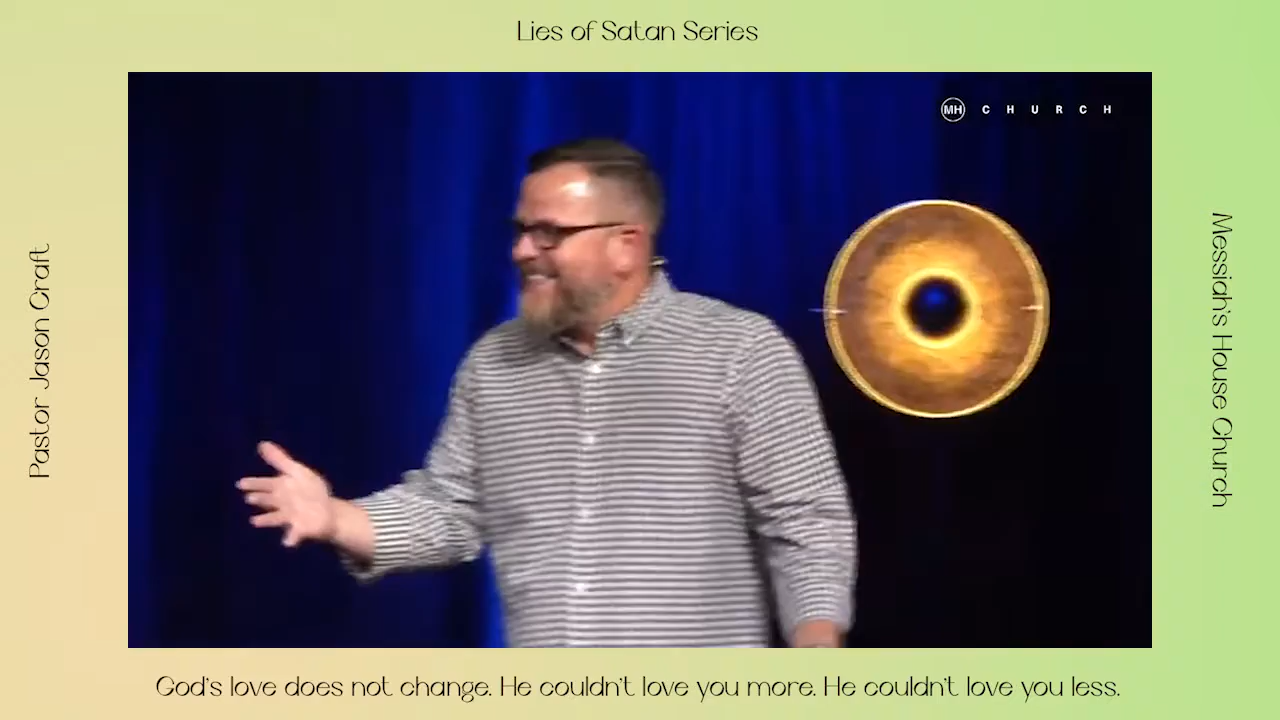 Lies of Satan Series
MH CHURCH
Pastor Jason Craft
Messiah's House Church
God's love does not change. He couldn't love you more. He couldn't love you less.